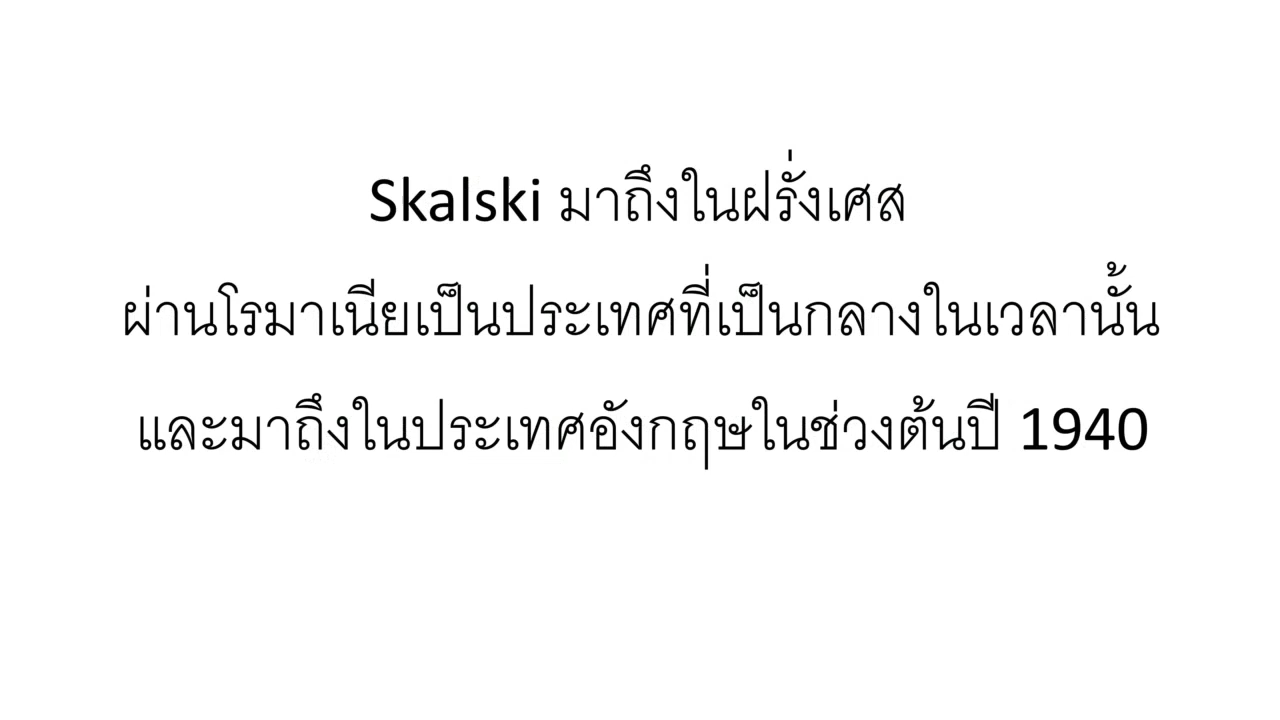 Skalski มาถึงในฝรั่งเศส
ผ่านโรมาเนียเป็นประเทศที่เป็นกลางในเวลานั้น
และมาถึงในประเทศอังกฤษในช่วงต้นปี 1940